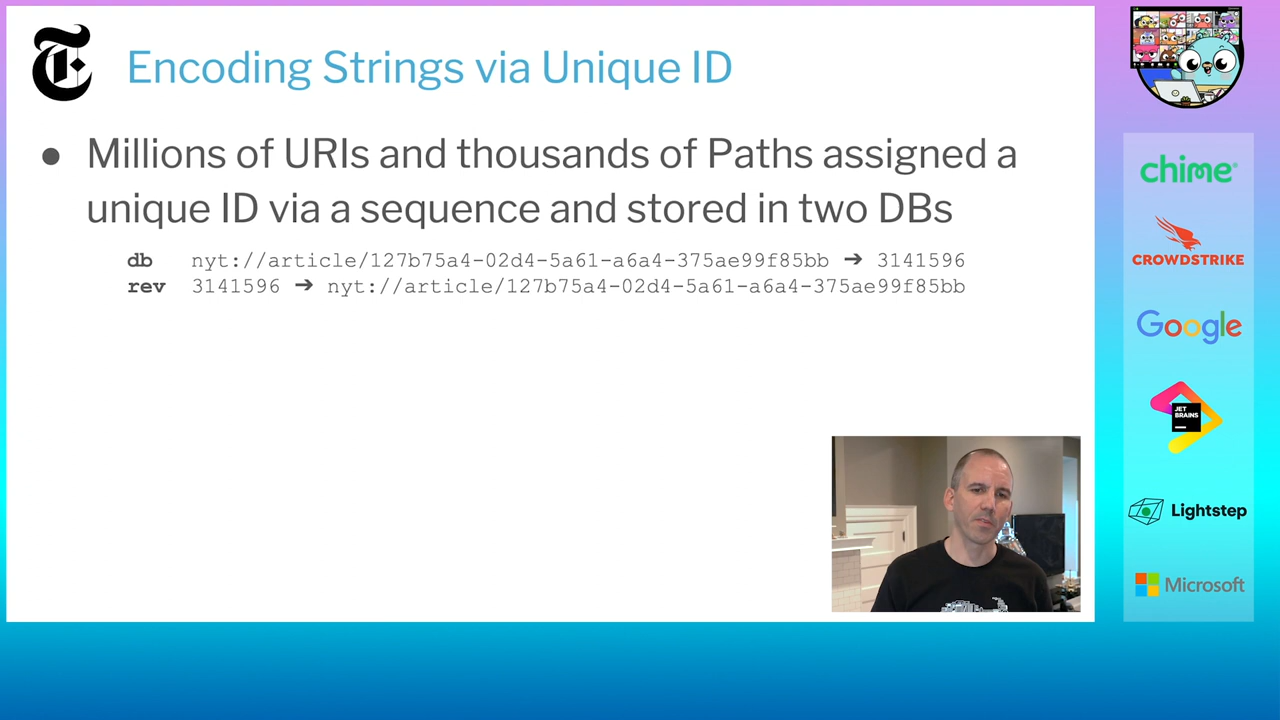 Encoding Strings via Unique ID
● Millions of URIs and thousands of Paths assigned a
unique ID via a sequence and stored in two DBs
db nyt://article/127b75a4-02d4-5a61-a6a4-375ae99f85bb ➔ 3141596
rev 3141596 ➔ nyt://article/127b75a4-02d4-5a61-a6a4-375ae99f85bb
chime
CROWDSTRIKE
Google
JET
BRAINS
Lightstep
Microsoft